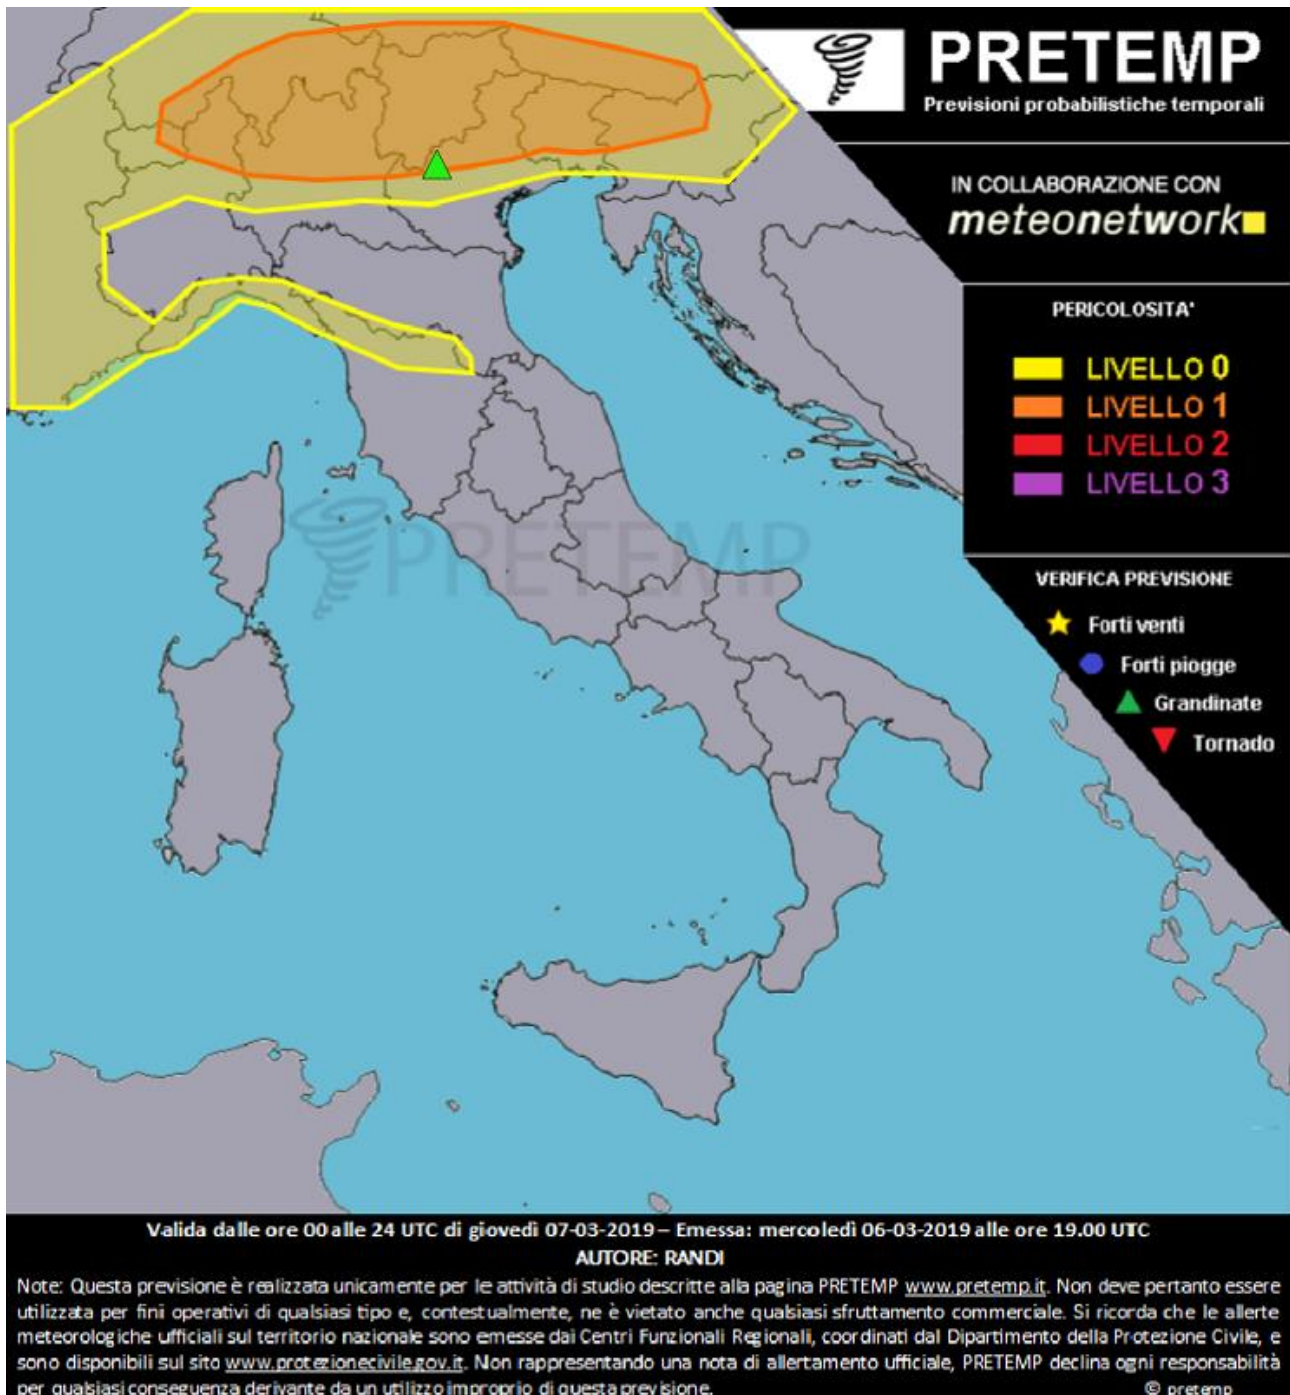 PRETEMP
Previsioni probabilistiche temporali
IN COLLABORAZIONE CON
meteonetwork
PERICOLOSITA'
LIVELLO 0
LIVELLO 1
LIVELLO 2
LIVELLO 3
PRETEMP
VERIFICA PREVISIONE
Forti venti
Forti piogge
Grandinate
Tornado
Valida dalle ore 00 alle 24 UTC di giovedì 07-03-2019 – Emessa: mercoledì 06-03-2019 alle ore 19.00 UTC
AUTORE: RANDI
Note: Questa previsione è realizzata unicamente per le attività di studio descritte alla pagina PRETEMP www.pretemp.it. Non deve pertanto essere
utilizzata per fini operativi di qualsiasi tipo e, contestualmente, ne è vietato anche qualsiasi sfruttamento commerciale. Si ricorda che le allerte
meteorologiche ufficiali sul territorio nazionale sono emesse dai Centri Funzionali Regionali, coordinati dal Dipartimento della Protezione Civile, e
sono disponibili sul sito www.protezionecivile.gov.it. Non rappresentando una nota di allertamento ufficiale, PRETEMP declina ogni responsabilità
per qualsiasi conseguenza derivante da un utilizzo improprio di questa previsione.
© pretemp